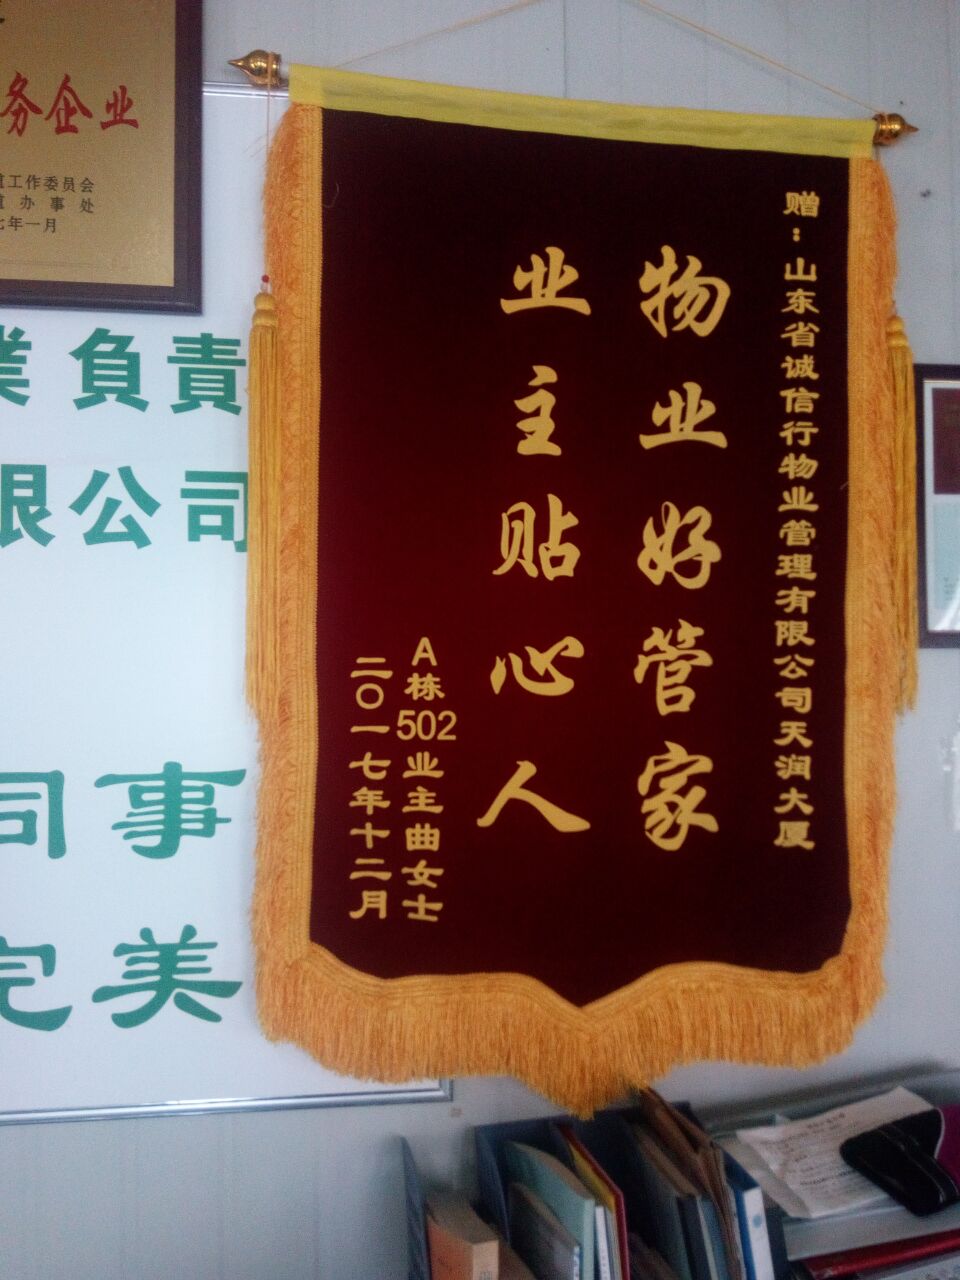 赠：山东省诚信行物业管理有限公司天润大厦
物业好管家
业主贴心人
A栋502业主曲女士
二〇一七年十二月
务企业
工作委员会
办事处
年一月
業負責
限公司
同事
完美